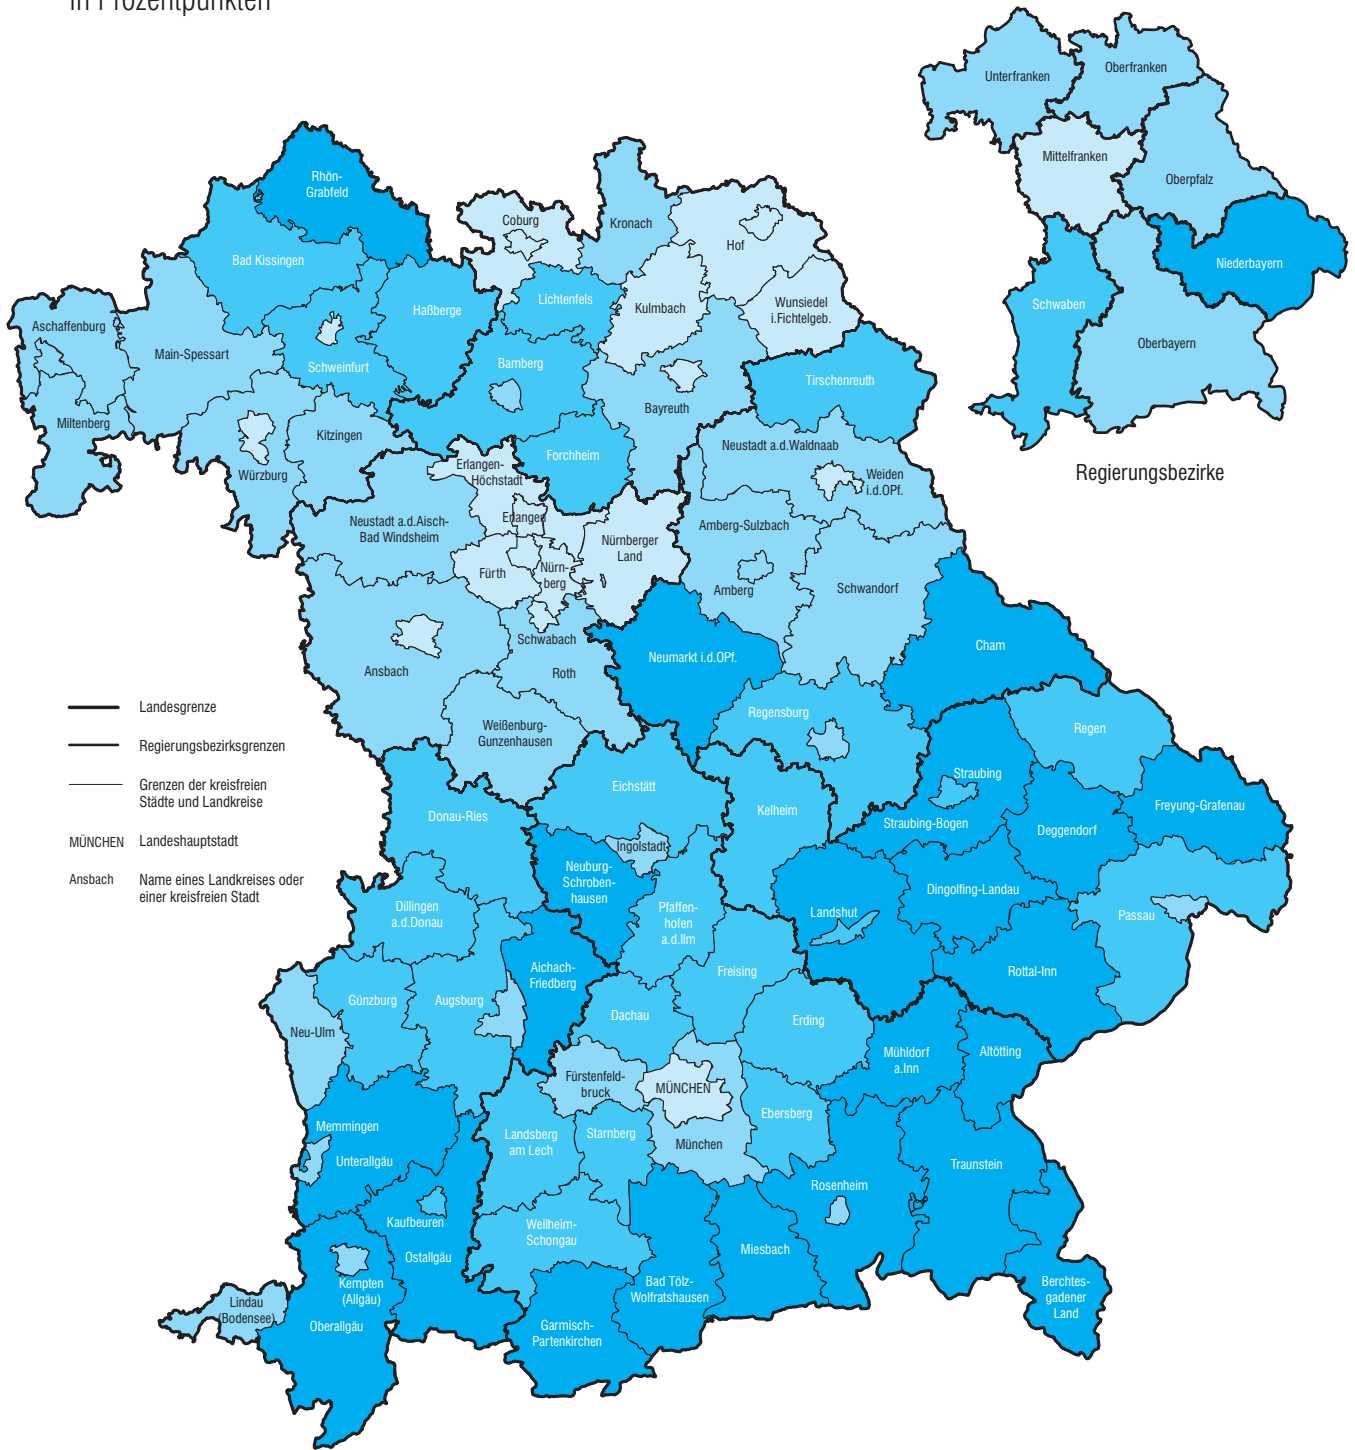 in Prozentpunkten
Unterfranken
Oberfranken
Mittelfranken
Oberpfalz
Niederbayern
Schwaben
Oberbayern
Regierungsbezirke
Rhön-
Grabfeld
Coburg
Kronach
Hof
Bad Kissingen
Lichtenfels
Haßberge
Kulmbach
Wunsiedel
i.Fichtelgeb.
Aschaffenburg
Main-Spessart
Schweinfurt
Bamberg
Tirschenreuth
Miltenberg
Bayreuth
Kitzingen
Würzburg
Forchheim
Neustadt a.d.Waldnaab
Erlangen-
Höchstadt
Weiden
i.d.OPf.
Erlangen
Neustadt a.d.Aisch-
Bad Windsheim
Amberg-Sulzbach
Nürnberger
Land
Fürth
Nürn-
berg
Amberg
Schwandorf
Schwabach
Ansbach
Roth
Neumarkt i.d.OPf.
Cham
Landesgrenze
Regierungsbezirksgrenzen
Grenzen der kreisfreien
Städte und Landkreise
MÜNCHEN
Landeshauptstadt
Ansbach
Name eines Landkreises oder
einer kreisfreien Stadt
Weißenburg-
Gunzenhausen
Regensburg
Regen
Eichstätt
Straubing
Donau-Ries
Kelheim
Straubing-Bogen
Deggendorf
Freyung-Grafenau
Ingolstadt
Neuburg-
Schroben-
hausen
Dingolfing-Landau
Dillingen
a.d.Donau
Pfaffen-
hofen
a.d.Ilm
Landshut
Passau
Aichach-
Friedberg
Freising
Rottal-Inn
Günzburg
Augsburg
Dachau
Erding
Neu-Ulm
Mühldorf
a.Inn
Altötting
Fürstenfeld-
bruck
MÜNCHEN
Ebersberg
Memmingen
Landsberg
am Lech
Starnberg
München
Unterallgäu
Traunstein
Rosenheim
Kaufbeuren
Weilheim-
Schongau
Miesbach
Ostallgäu
Kempten
(Allgäu)
Bad Tölz-
Wolfratshausen
Berchtes-
gadener
Land
Lindau
(Bodensee)
Oberallgäu
Garmisch-
Partenkirchen